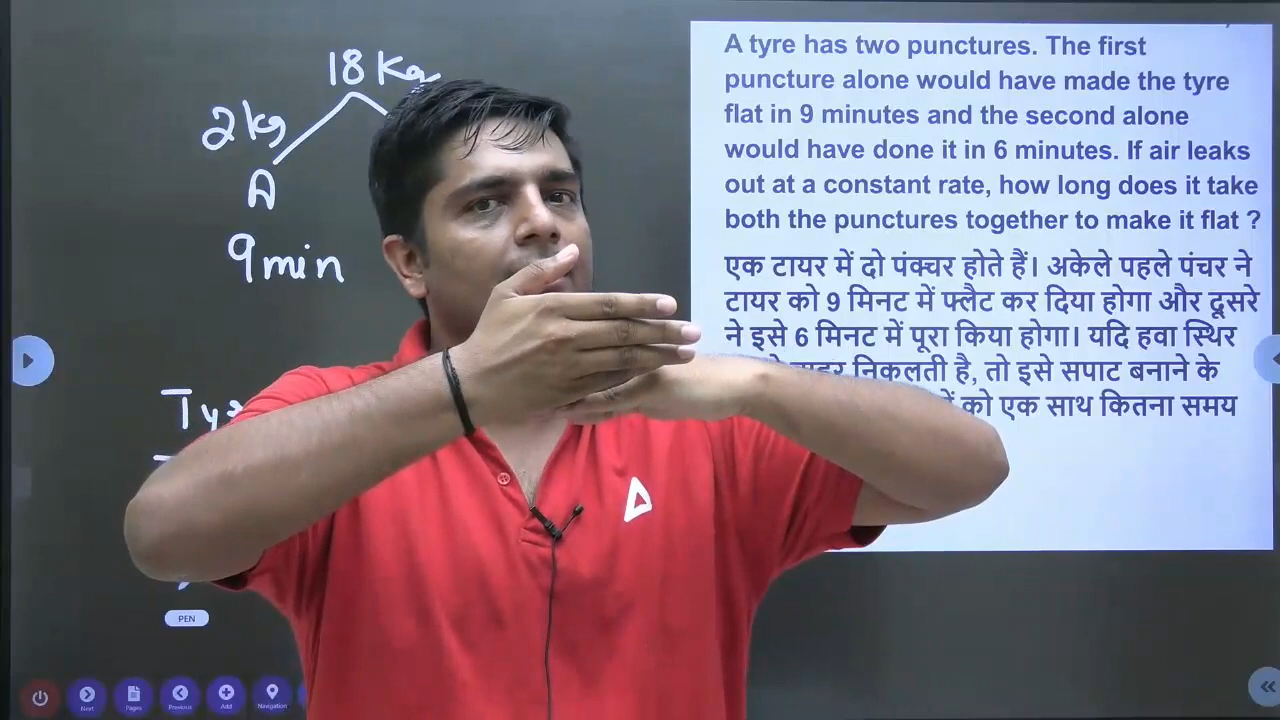 18 Kg
2kg
A
9min
A tyre has two punctures. The first
puncture alone would have made the tyre
flat in 9 minutes and the second alone
would have done it in 6 minutes. If air leaks
out at a constant rate, how long does it take
both the punctures together to make it flat ?
एक टायर में दो पंक्चर होते हैं। अकेले पहले पंचर ने
टायर को 9 मिनट में फ्लैट कर दिया होगा और दूसरे
ने इसे 6 मिनट में पूरा किया होगा। यदि हवा स्थिर
निकलती है, तो इसे सपाट बनाने के
को एक साथ कितना समय
PEN
Next
Pages
Previous
Add
Navigation